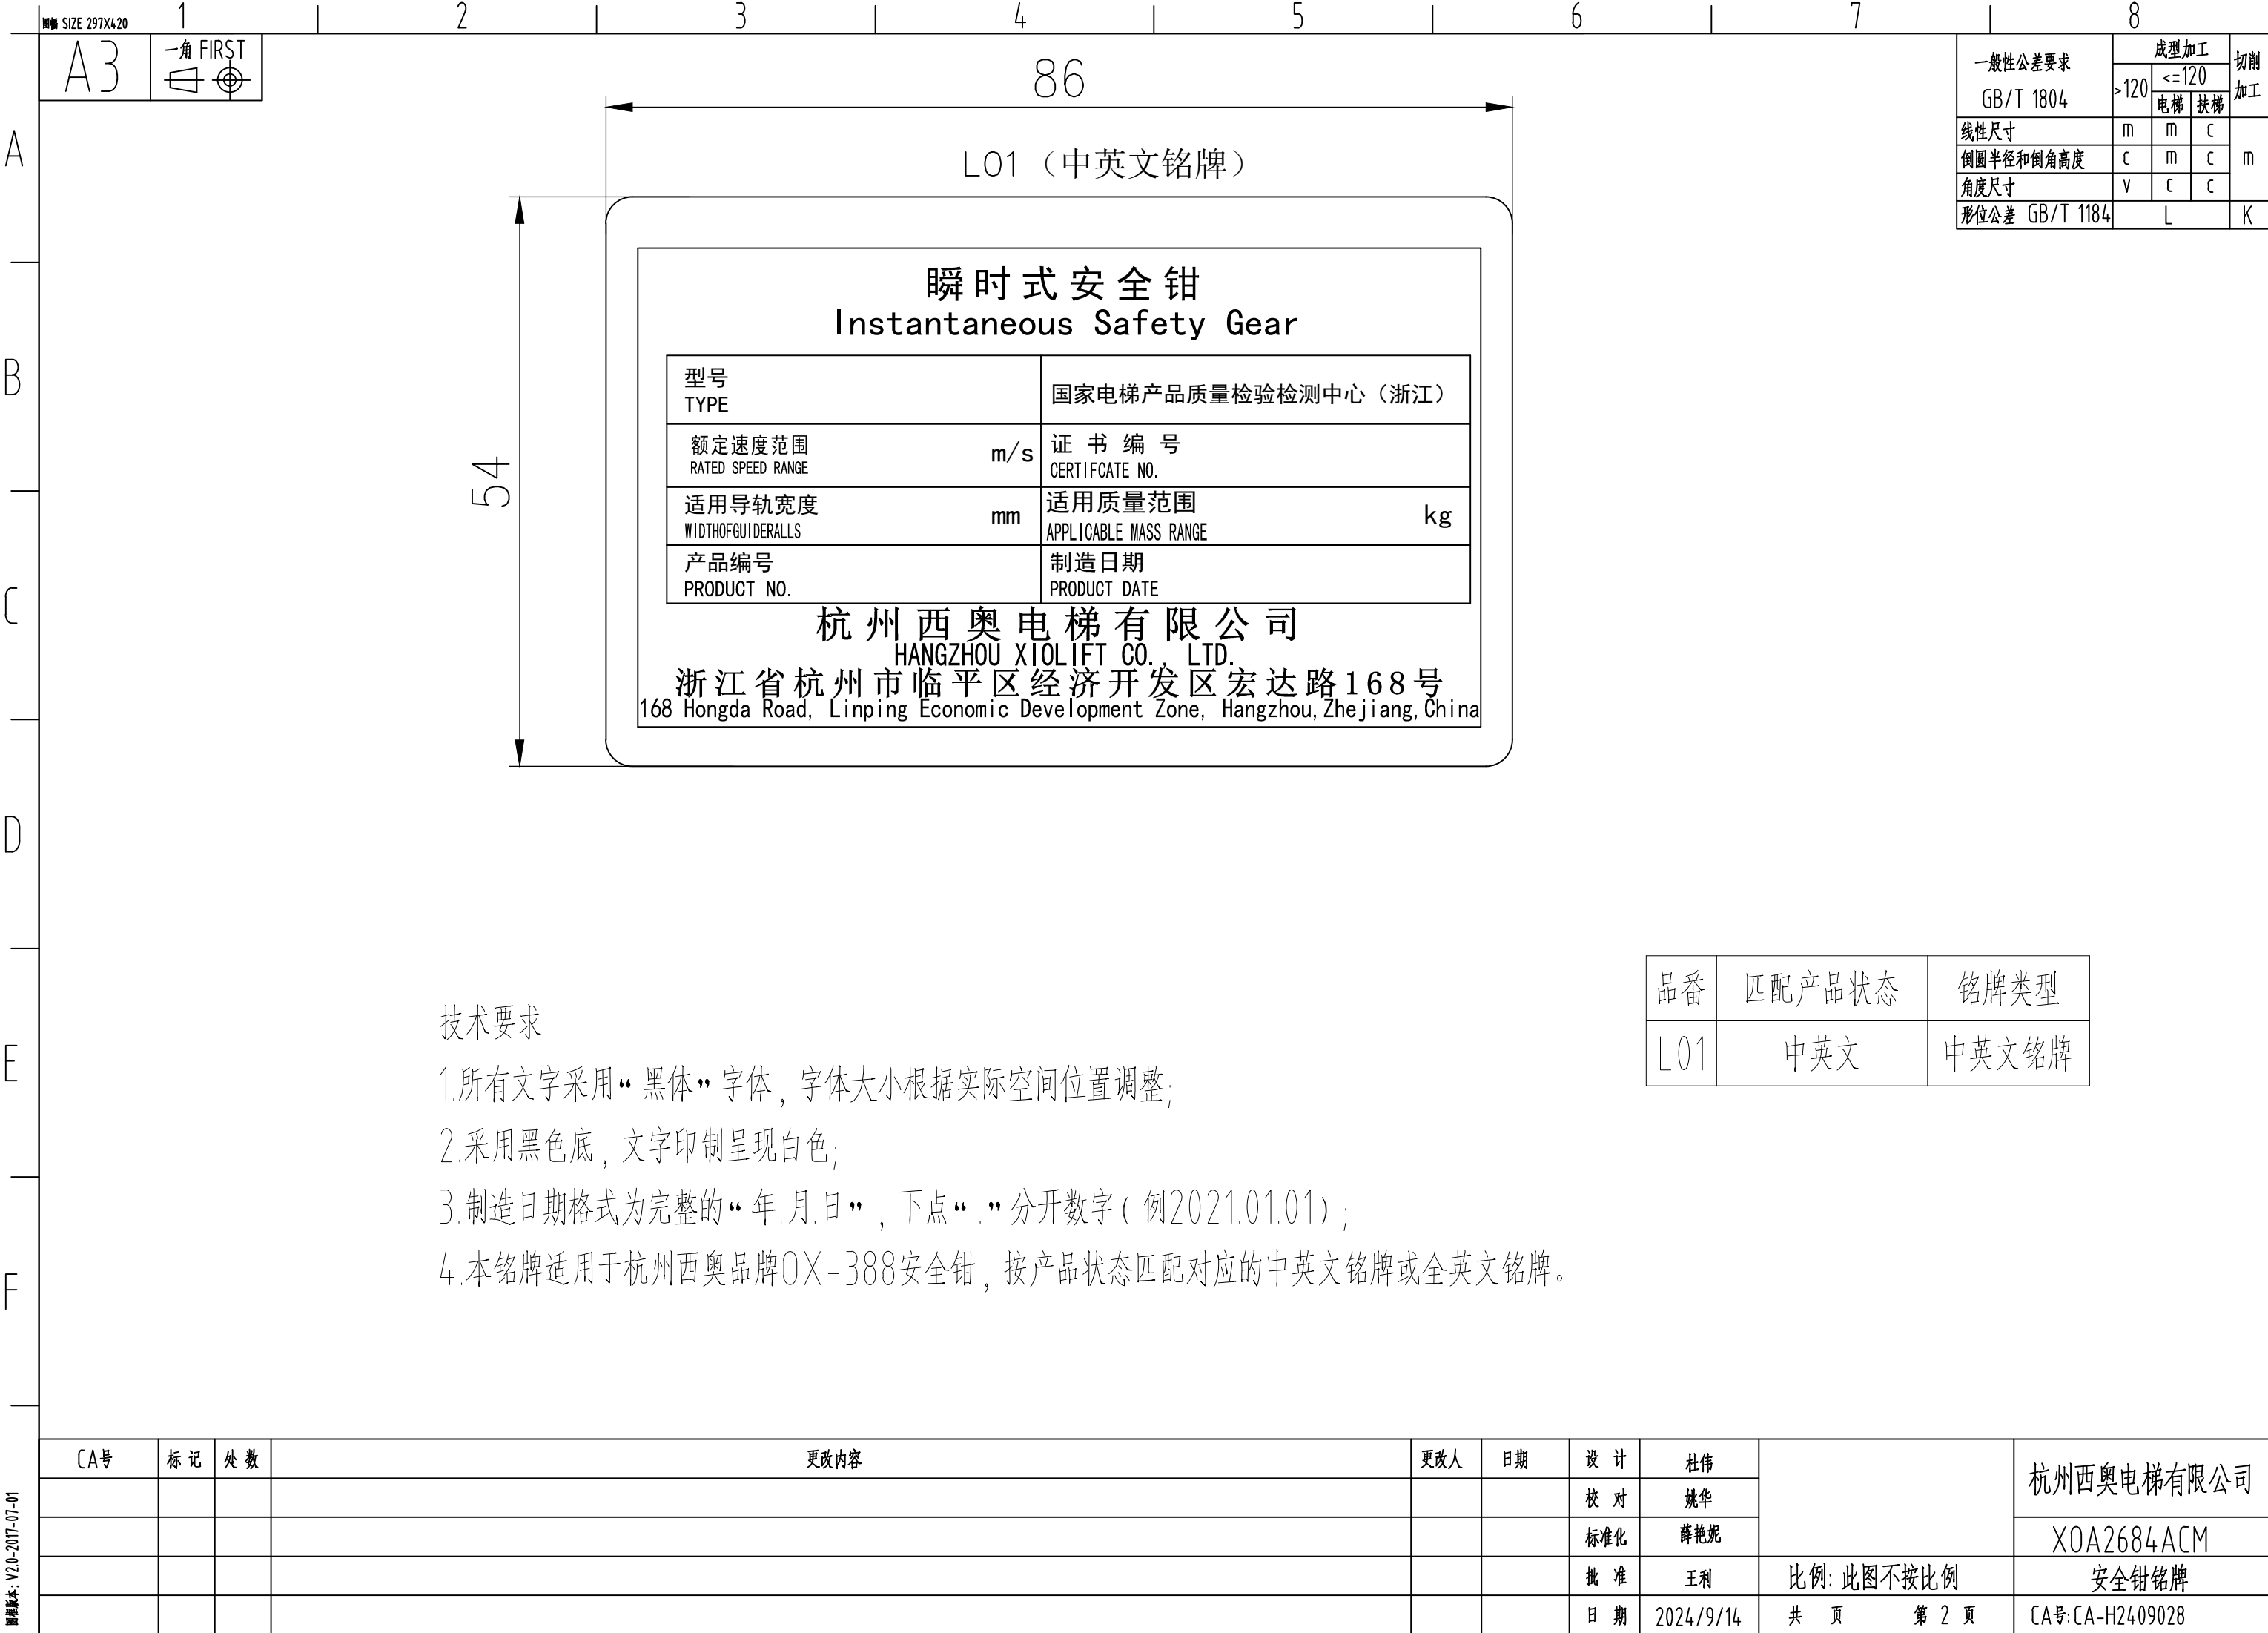 图幅 SIZE 297X420
1 2 3 4 5 6 7 8
A3
一角 FIRST
A
B
C
D
E
F
一般性公差要求 GB/T 1804
成型加工
切削加工
>120
<=120
电梯 扶梯
线性尺寸 m m c m
倒圆半径和倒角高度 c m c
角度尺寸 v c c
形位公差 GB/T 1184 L K
86
L01（中英文铭牌）
54
瞬时式安全钳
Instantaneous Safety Gear
型号
TYPE
国家电梯产品质量检验检测中心（浙江）
额定速度范围 m/s
RATED SPEED RANGE
证书编号
CERTIFCATE NO.
适用导轨宽度 mm
WIDTHOFGUIDERALLS
适用质量范围 kg
APPLICABLE MASS RANGE
产品编号
PRODUCT NO.
制造日期
PRODUCT DATE
杭州西奥电梯有限公司
HANGZHOU XIOLIFT CO., LTD.
浙江省杭州市临平区经济开发区宏达路168号
168 Hongda Road, Linping Economic Development Zone, Hangzhou,Zhejiang,China
品番 匹配产品状态 铭牌类型
L01 中英文 中英文铭牌
技术要求
1.所有文字采用“黑体”字体，字体大小根据实际空间位置调整;
2.采用黑色底，文字印制呈现白色;
3.制造日期格式为完整的“年.月.日”，下点“.”分开数字(例2021.01.01);
4.本铭牌适用于杭州西奥品牌OX-388安全钳，按产品状态匹配对应的中英文铭牌或全英文铭牌。
图框版本: V2.0-2017-07-01
CA号 标记 处数 更改内容 更改人 日期
设计 杜伟
校对 姚华
标准化 薛艳妮
批准 王利
日期 2024/9/14
比例: 此图不按比例
共 页 第 2 页
杭州西奥电梯有限公司
XOA2684ACM
安全钳铭牌
CA号:CA-H2409028